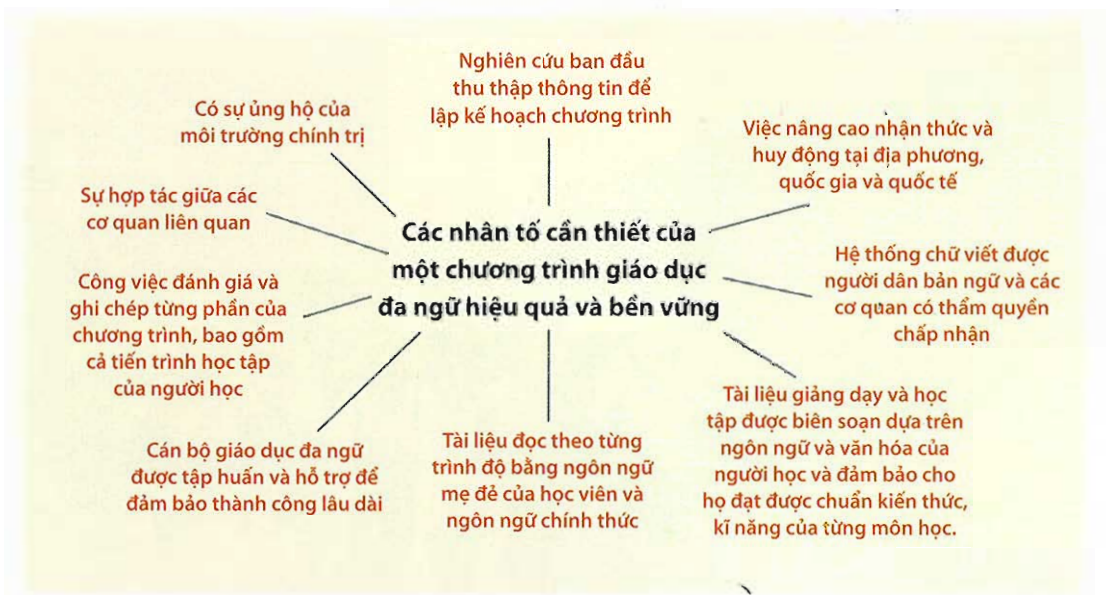 Nghiên cứu ban đầu
thu thập thông tin để
lập kế hoạch chương trình
Có sự ủng hộ của
môi trường chính trị
Việc nâng cao nhận thức và
huy động tại địa phương,
quốc gia và quốc tế
Sự hợp tác giữa các
cơ quan liên quan
Các nhân tố cần thiết của
một chương trình giáo dục
đa ngữ hiệu quả và bền vững
Hệ thống chữ viết được
người dân bản ngữ và các
cơ quan có thẩm quyền
chấp nhận
Công việc đánh giá và
ghi chép từng phần của
chương trình, bao gồm
cả tiến trình học tập
của người học
Cán bộ giáo dục đa ngữ
được tập huấn và hỗ trợ để
đảm bảo thành công lâu dài
Tài liệu đọc theo từng
trình độ bằng ngôn ngữ
mẹ đẻ của học viên và
ngôn ngữ chính thức
Tài liệu giảng dạy và học
tập được biên soạn dựa trên
ngôn ngữ và văn hóa của
người học và đảm bảo cho
họ đạt được chuẩn kiến thức,
kĩ năng của từng môn học.